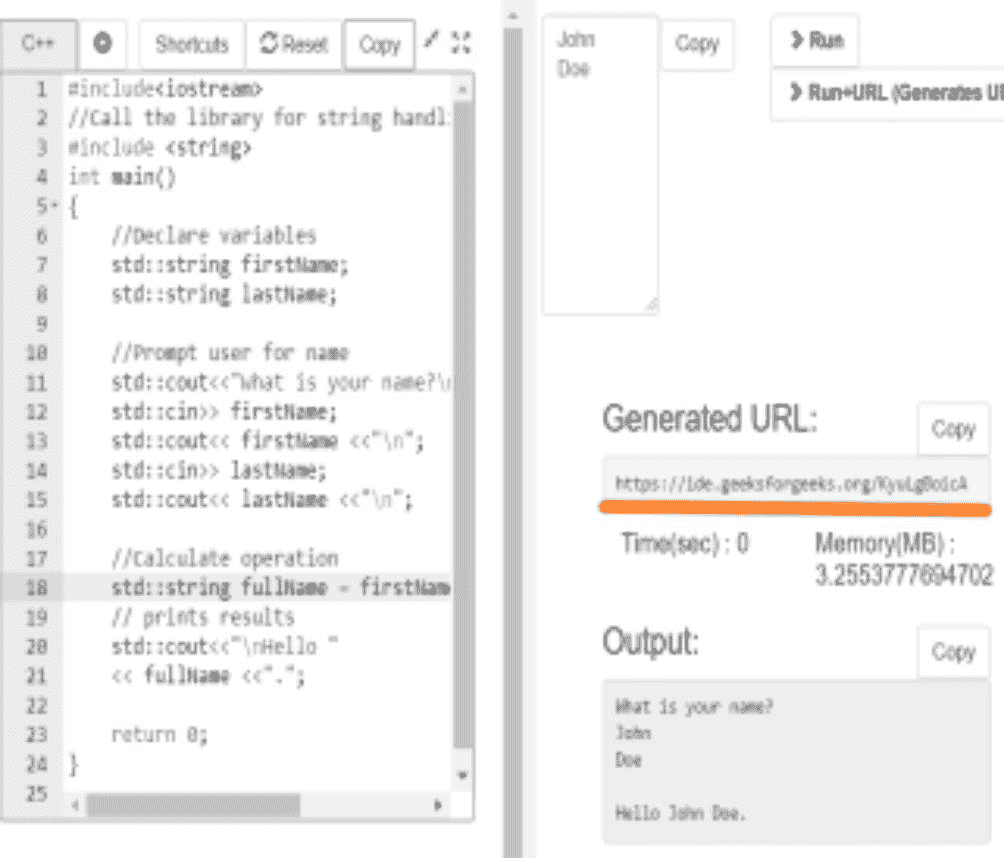 C++
Shortcuts
Reset
Copy
1 #include<iostream>
2 //Call the library for string handl
3 #include <string>
4 int main()
5 {
6 //Declare variables
7 std::string firstName;
8 std::string lastName;
9
10 //Prompt user for name
11 std::cout<<"What is your name?\
12 std::cin>> firstName;
13 std::cout<< firstName <<"\n";
14 std::cin>> lastName;
15 std::cout<< lastName <<"\n";
16
17 //Calculate operation
18 std::string fullName = firstNam
19 // prints results
20 std::cout<<"\nHello "
21 << fullName <<".";
22
23 return 0;
24 }
25
John
Doe
Copy
Run
Run+URL (Generates U
Generated URL:
Copy
Time(sec) : 0
Memory(MB) :
3.2553777694702
Output:
Copy
What is your name?
John
Doe
Hello John Doe.